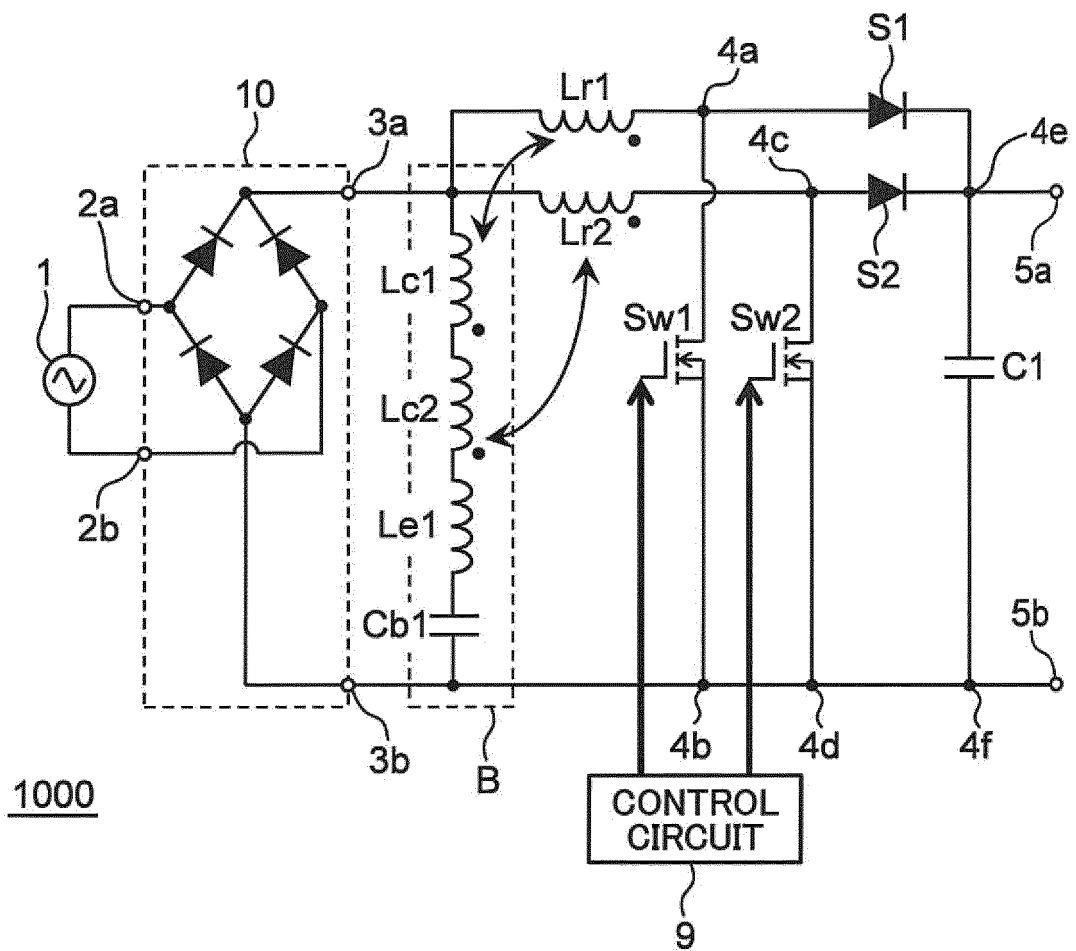 S1
4a
Lr1
10
3a
4c
4e
2a
Lr2
S2
5a
1
Lc1
Sw1
Sw2
C1
Lc2
2b
Le1
Cb1
5b
3b
B
4b
4d
4f
1000
CONTROL
CIRCUIT
9